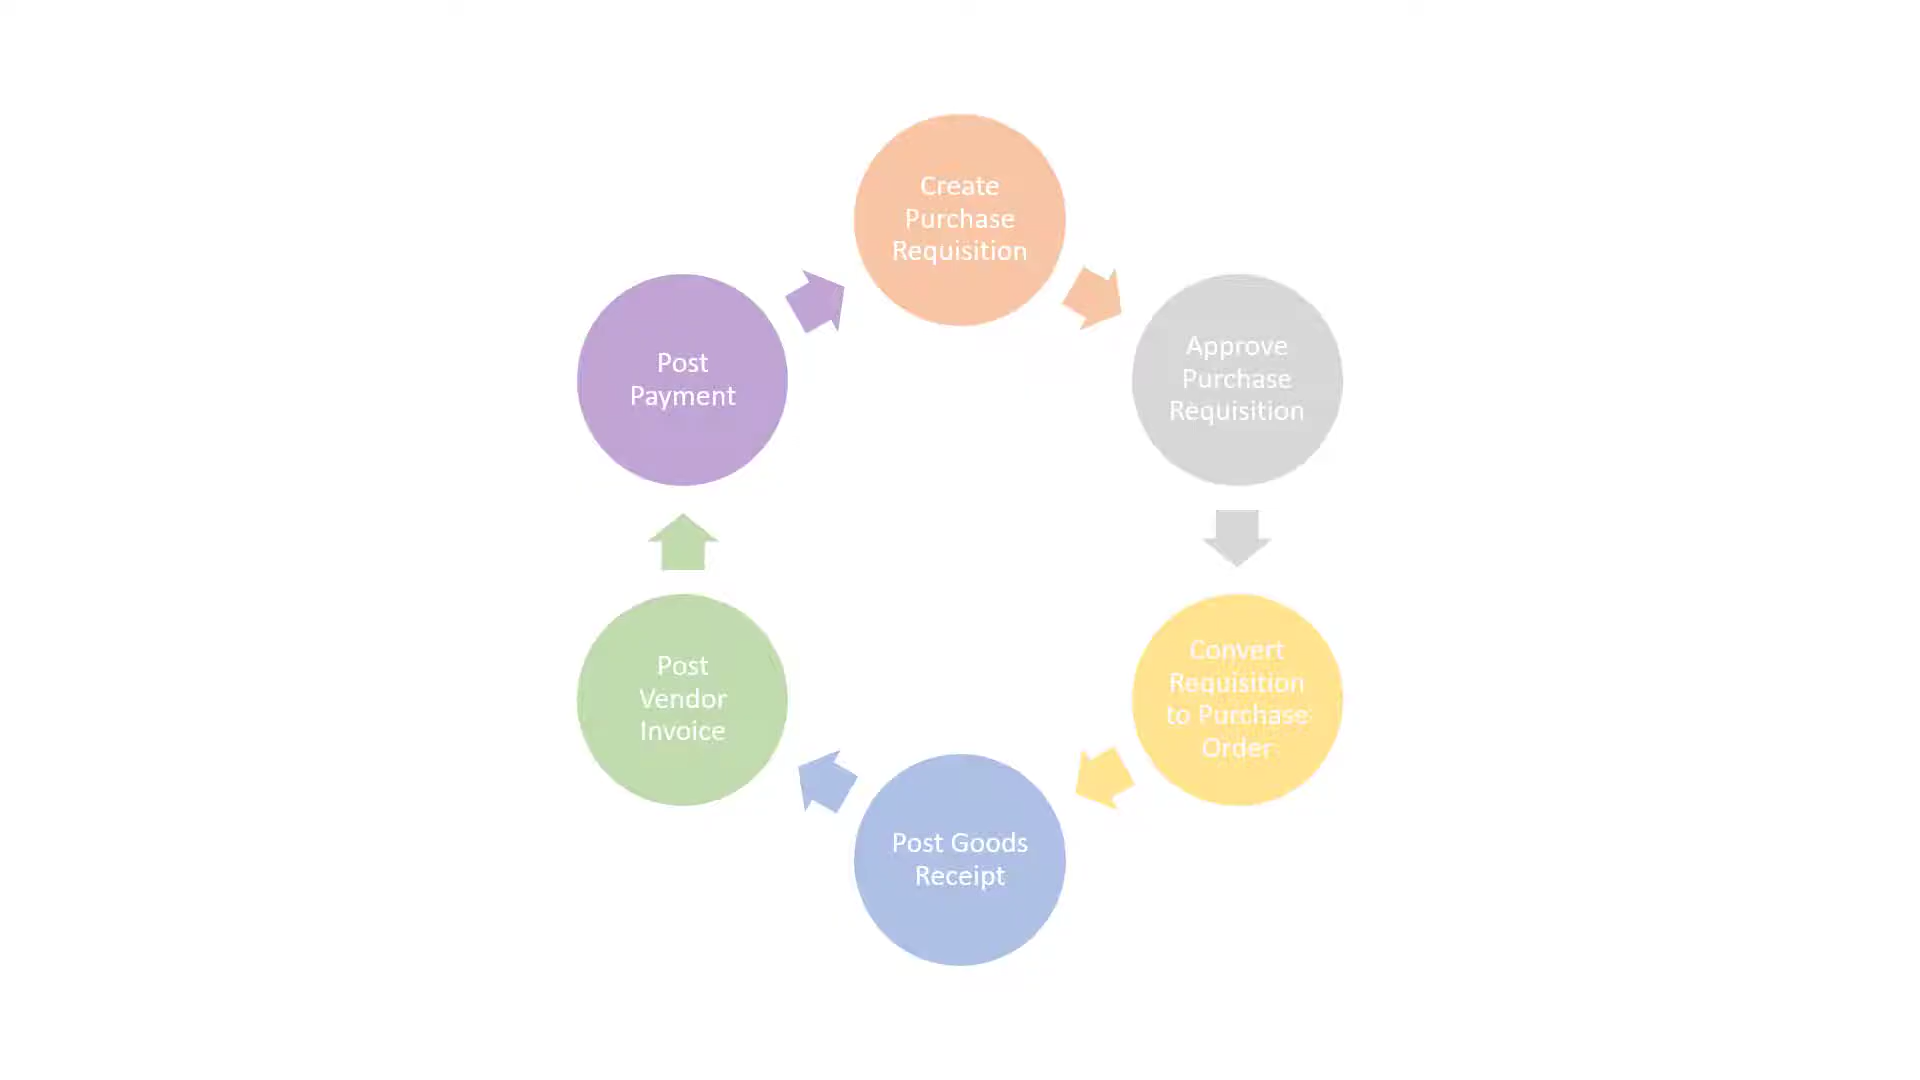 Create
Purchase
Requisition
Approve
Purchase
Requisition
Convert
Requisition
to Purchase
Order
Post Goods
Receipt
Post
Vendor
Invoice
Post
Payment